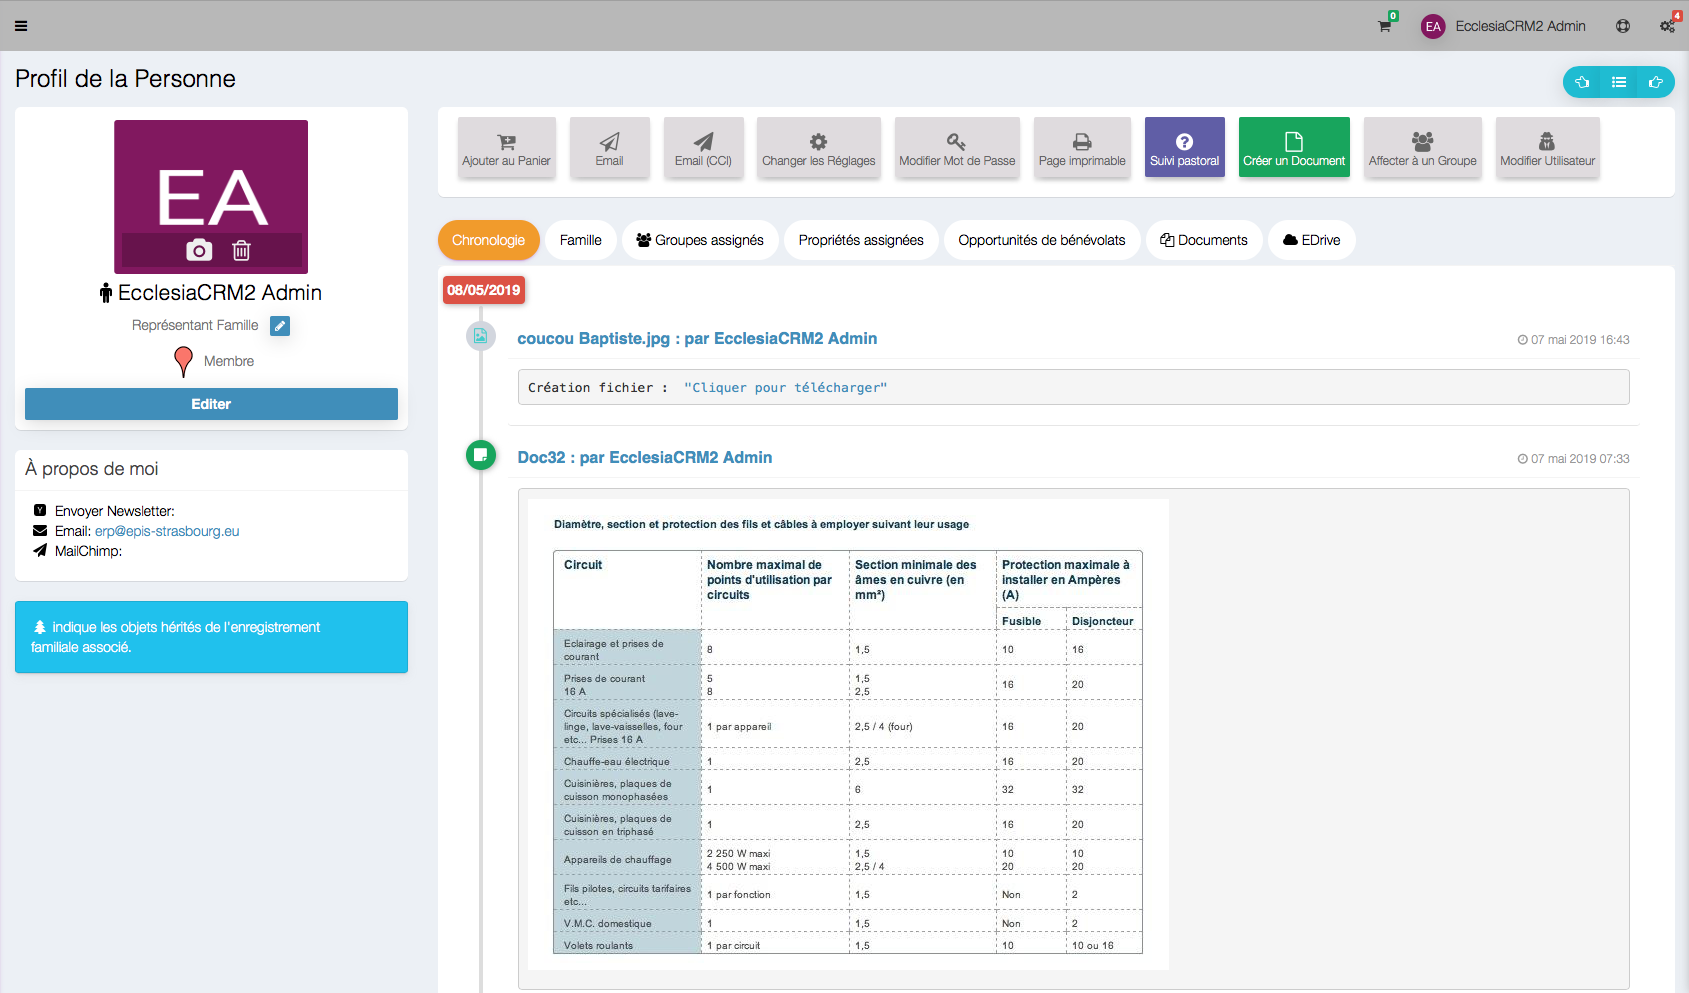 0
EA
EcclesiaCRM2 Admin
4
Profil de la Personne
EA
EcclesiaCRM2 Admin
Représentant Famille
Membre
Editer
À propos de moi
Envoyer Newsletter:
Email: erp@epis-strasbourg.eu
MailChimp:
indique les objets hérités de l'enregistrement
familiale associé.
Ajouter au Panier
Email
Email (CCI)
Changer les Réglages
Modifier Mot de Passe
Page imprimable
Suivi pastoral
Créer un Document
Affecter à un Groupe
Modifier Utilisateur
Chronologie
Famille
Groupes assignés
Propriétés assignées
Opportunités de bénévolats
Documents
EDrive
08/05/2019
coucou Baptiste.jpg : par EcclesiaCRM2 Admin
07 mai 2019 16:43
Création fichier : "Cliquer pour télécharger"
Doc32 : par EcclesiaCRM2 Admin
07 mai 2019 07:33
Diamètre, section et protection des fils et câbles à employer suivant leur usage
Circuit
Nombre maximal de
points d'utilisation par
circuits
Section minimale des
âmes en cuivre (en
mm²)
Protection maximale à
installer en Ampères
(A)
Fusible
Disjoncteur
Eclairage et prises de
courant
8
1,5
10
16
Prises de courant
16 A
5
8
1,5
2,5
16
20
Circuits spécialisés (lave-
linge, lave-vaisselles, four
etc... Prises 16 A
1 par appareil
2,5 / 4 (four)
16
20
Chauffe-eau électrique
1
2,5
16
20
Cuisinières, plaques de
cuisson monophasées
1
6
32
32
Cuisinières, plaques de
cuisson en triphasé
1
2,5
16
20
Appareils de chauffage
2 250 W maxi
4 500 W maxi
1,5
2,5 / 4
10
20
10
20
Fils pilotes, circuits tarifaires
etc...
1 par fonction
1,5
Non
2
V.M.C. domestique
1
1,5
Non
2
Volets roulants
1 par circuit
1,5
10
10 ou 16